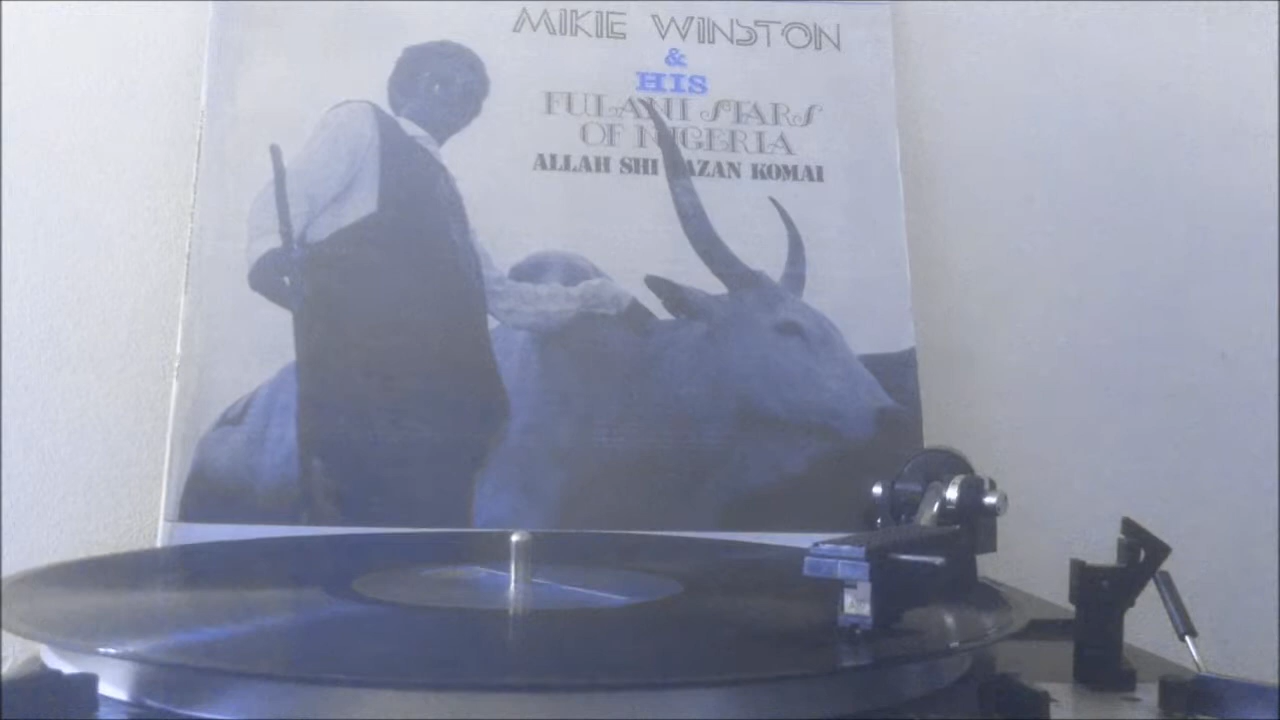 MIKIE WINSTON
&
HIS
FULANI STARS
OF NIGERIA
ALLAH SHI KOMAI